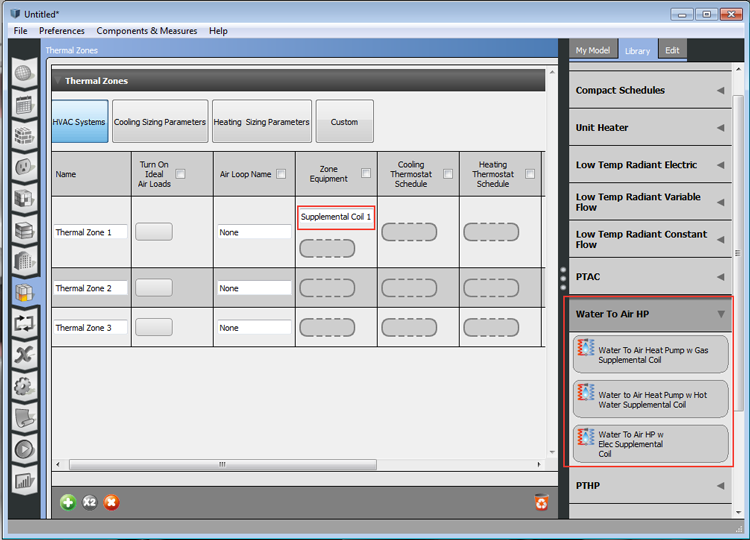 Untitled*
File Preferences Components & Measures Help
Thermal Zones
My Model Library Edit
Thermal Zones
HVAC Systems Cooling Sizing Parameters Heating Sizing Parameters Custom
Name
Turn On
Ideal
Air Loads
Air Loop Name
Zone
Equipment
Cooling
Thermostat
Schedule
Heating
Thermostat
Schedule
Thermal Zone 1
None
Supplemental Coil 1
Thermal Zone 2
None
Thermal Zone 3
None
X2
Compact Schedules
Unit Heater
Low Temp Radiant Electric
Low Temp Radiant Variable
Flow
Low Temp Radiant Constant
Flow
PTAC
Water To Air HP
Water To Air Heat Pump w Gas
Supplemental Coil
Water to Air Heat Pump w Hot
Water Supplemental Coil
Water To Air HP w
Elec Supplemental
Coil
PTHP